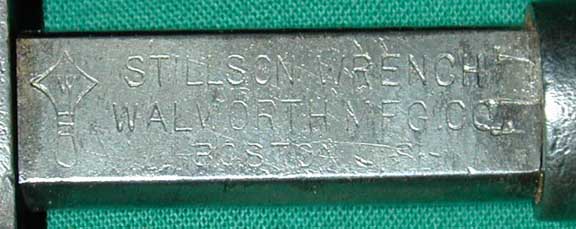 W
STILLSON WRENCH
WALWORTH MFG.CO.
BOSTON